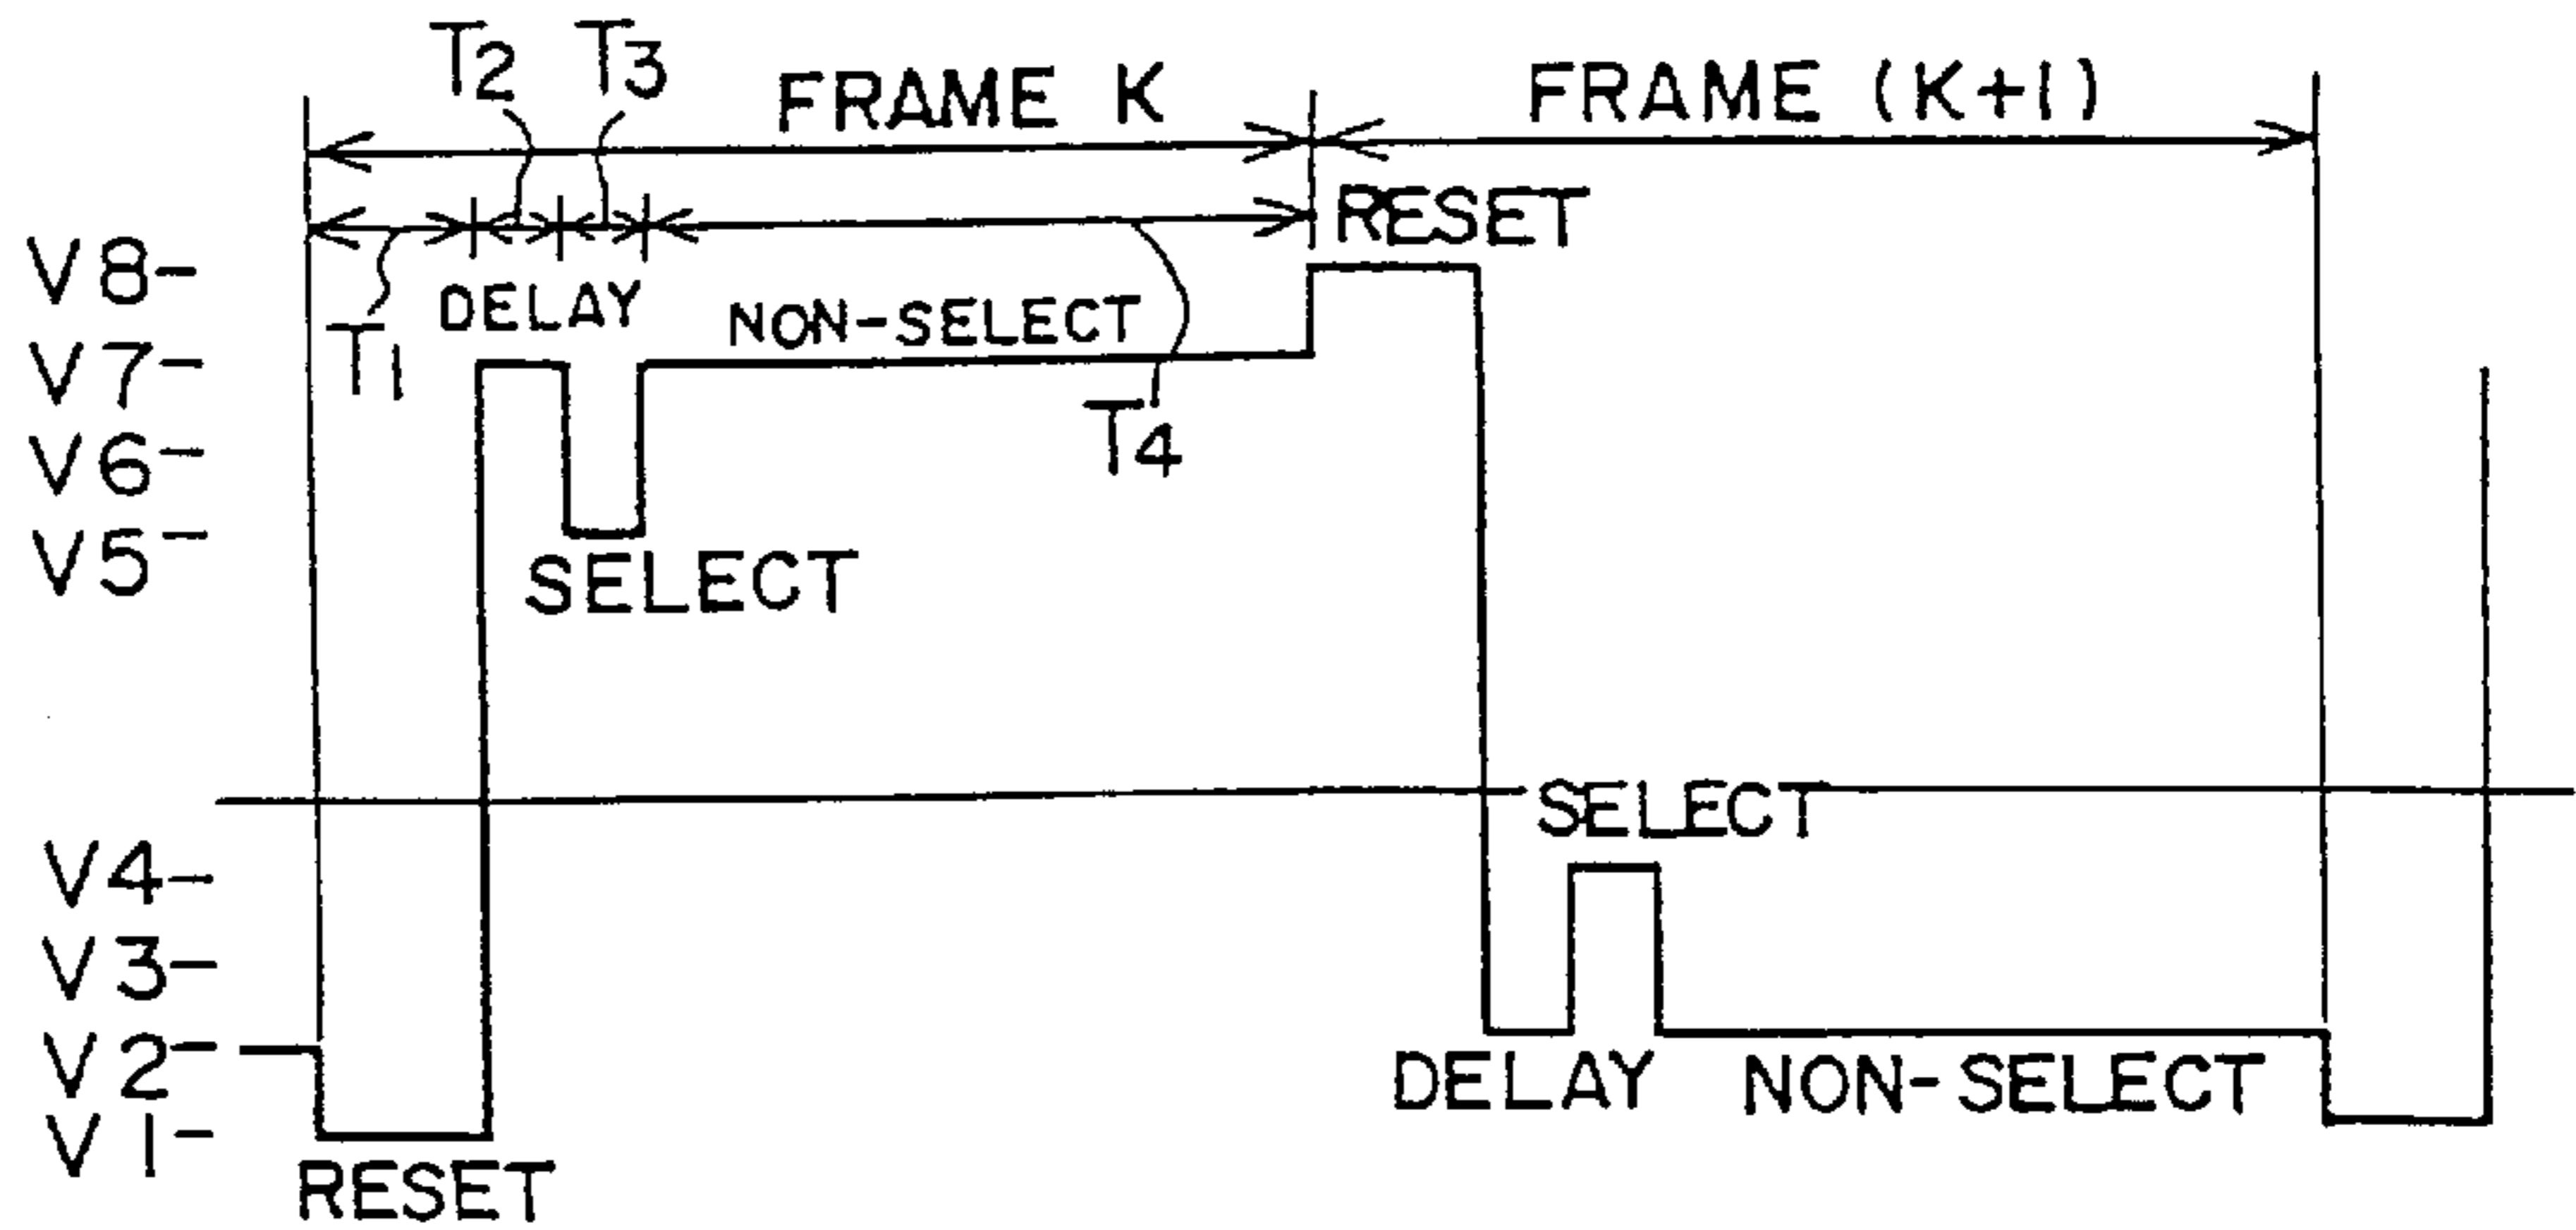 T2 T3
FRAME K
FRAME (K+1)
RESET
V8-
T1
DELAY
NON-SELECT
V7-
T4
V6-
V5-
SELECT
SELECT
V4-
V3-
V2-
DELAY
NON-SELECT
V1-
RESET